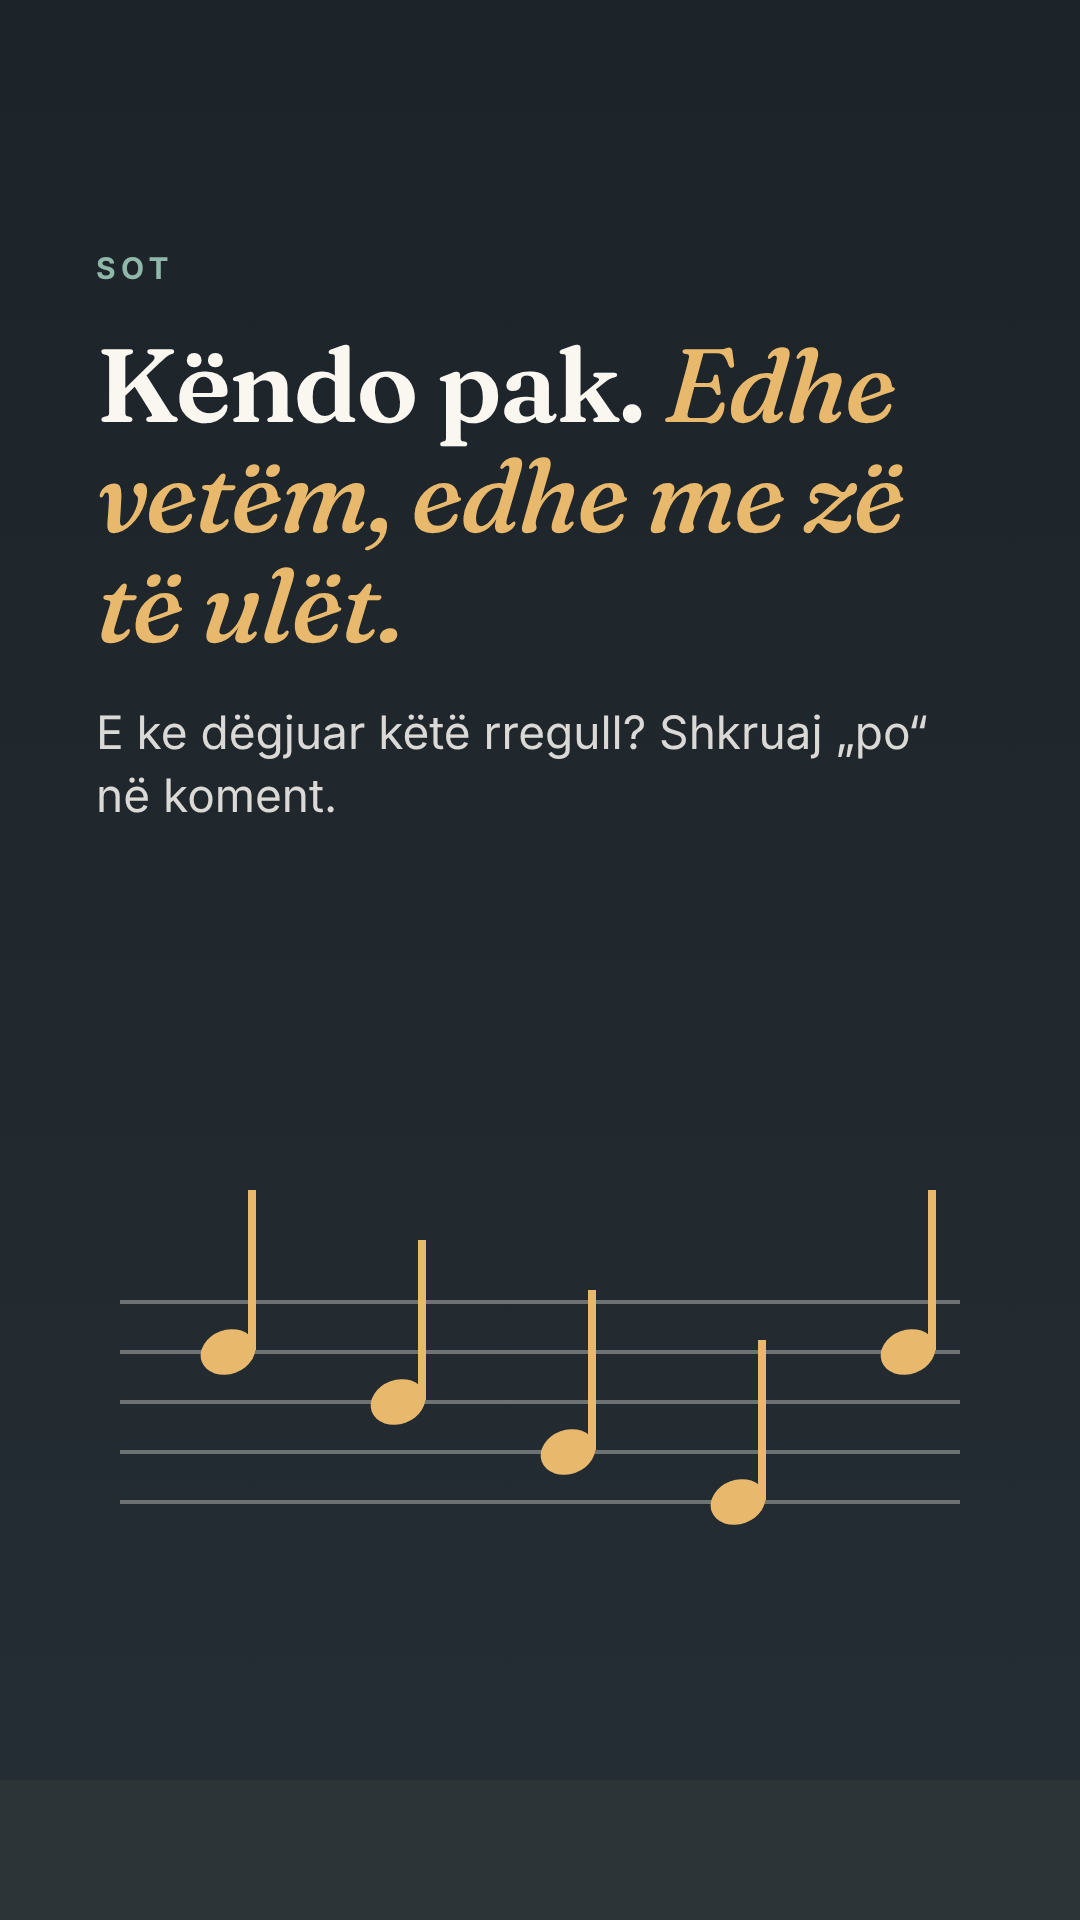 SOT
Këndo pak. Edhe
vetëm, edhe me zë
të ulët.
E ke dëgjuar këtë rregull? Shkruaj „po“
në koment.